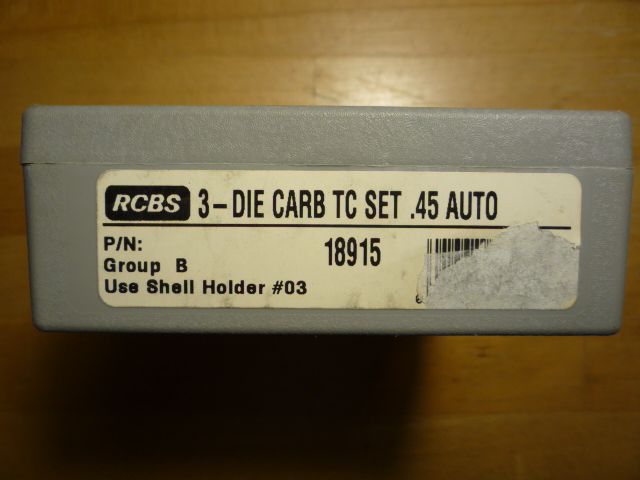 RCBS 3-DIE CARB TC SET .45 AUTO
P/N: 18915
Group B
Use Shell Holder #03